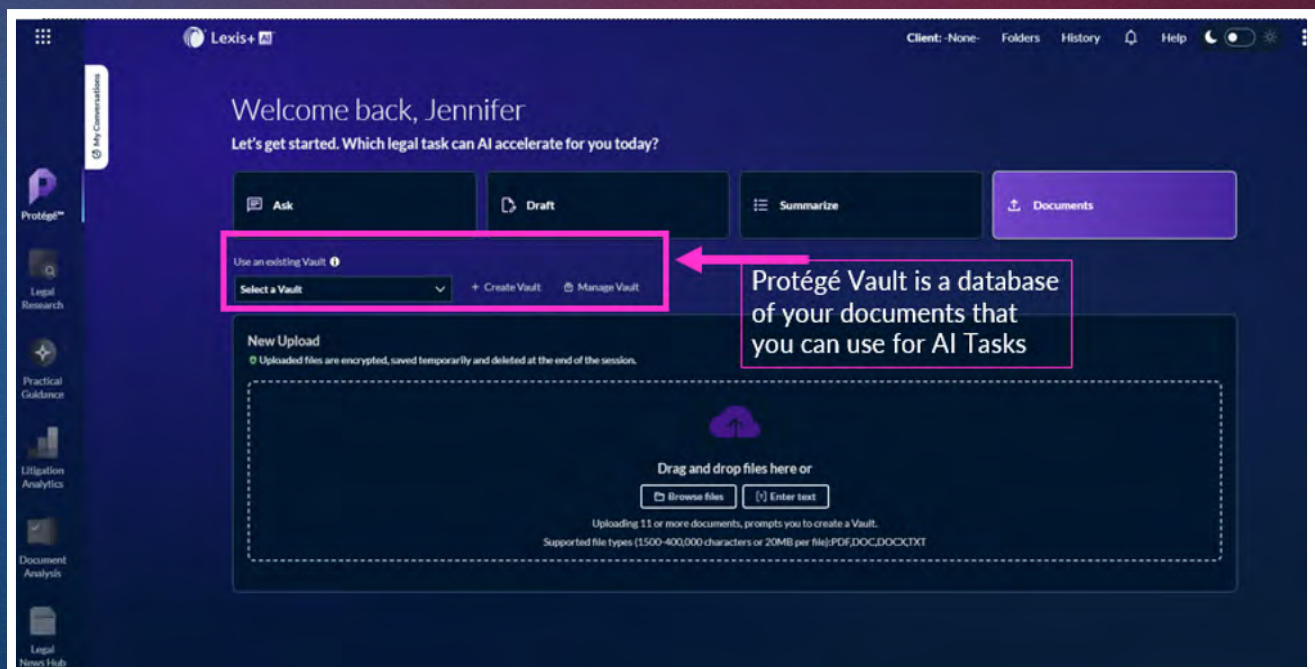 Lexis+ AI
Client: -None- Folders History Help
My Conversations
Welcome back, Jennifer
Let's get started. Which legal task can AI accelerate for you today?
Protégé™
Ask
Draft
Summarize
Documents
Legal
Research
Use an existing Vault
Select a Vault
+ Create Vault
Manage Vault
Protégé Vault is a database
of your documents that
you can use for AI Tasks
New Upload
Uploaded files are encrypted, saved temporarily and deleted at the end of the session.
Practical
Guidance
Litigation
Analytics
Drag and drop files here or
Browse files
Enter text
Uploading 11 or more documents, prompts you to create a Vault.
Supported file types (1500-400,000 characters or 20MB per file):PDF,DOC,DOCX,TXT
Document
Analysis
Legal
News Hub